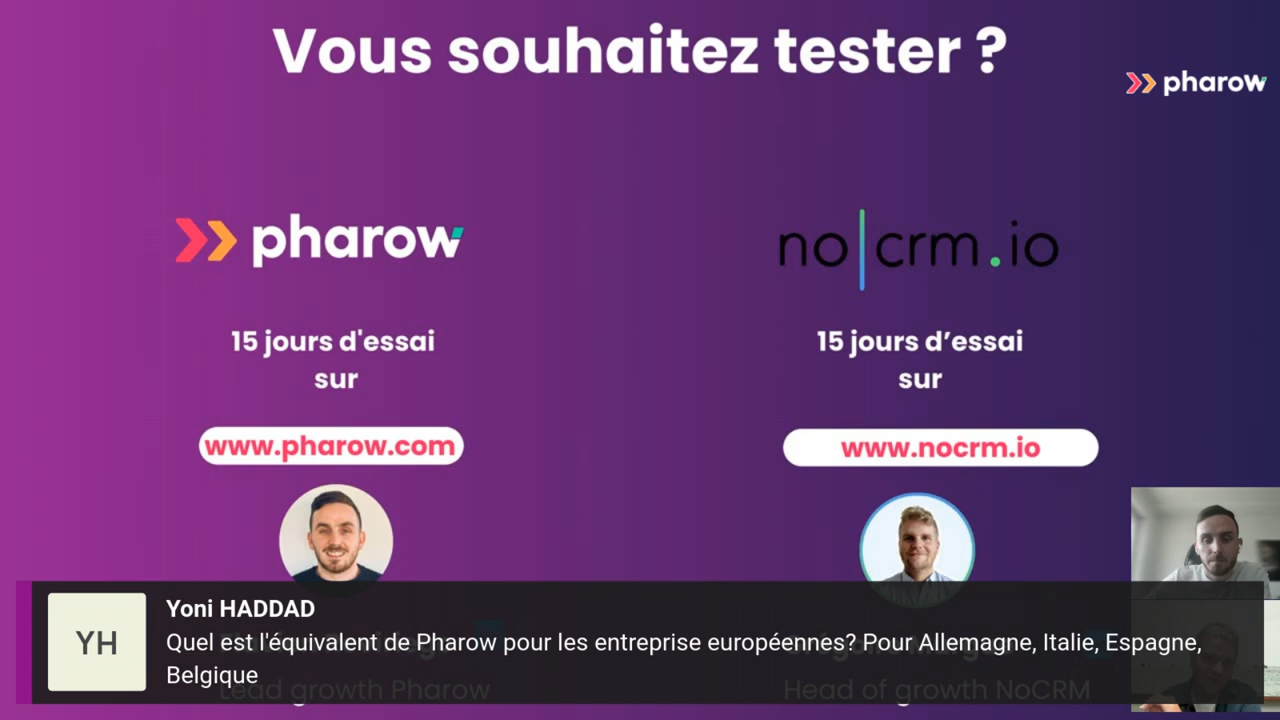 Vous souhaitez tester ?
pharow
pharow
no|crm.io
15 jours d'essai
sur
15 jours d’essai
sur
www.pharow.com
www.nocrm.io
YH
Yoni HADDAD
Quel est l'équivalent de Pharow pour les entreprise européennes? Pour Allemagne, Italie, Espagne,
Belgique
Lead growth Pharow
Head of growth NoCRM